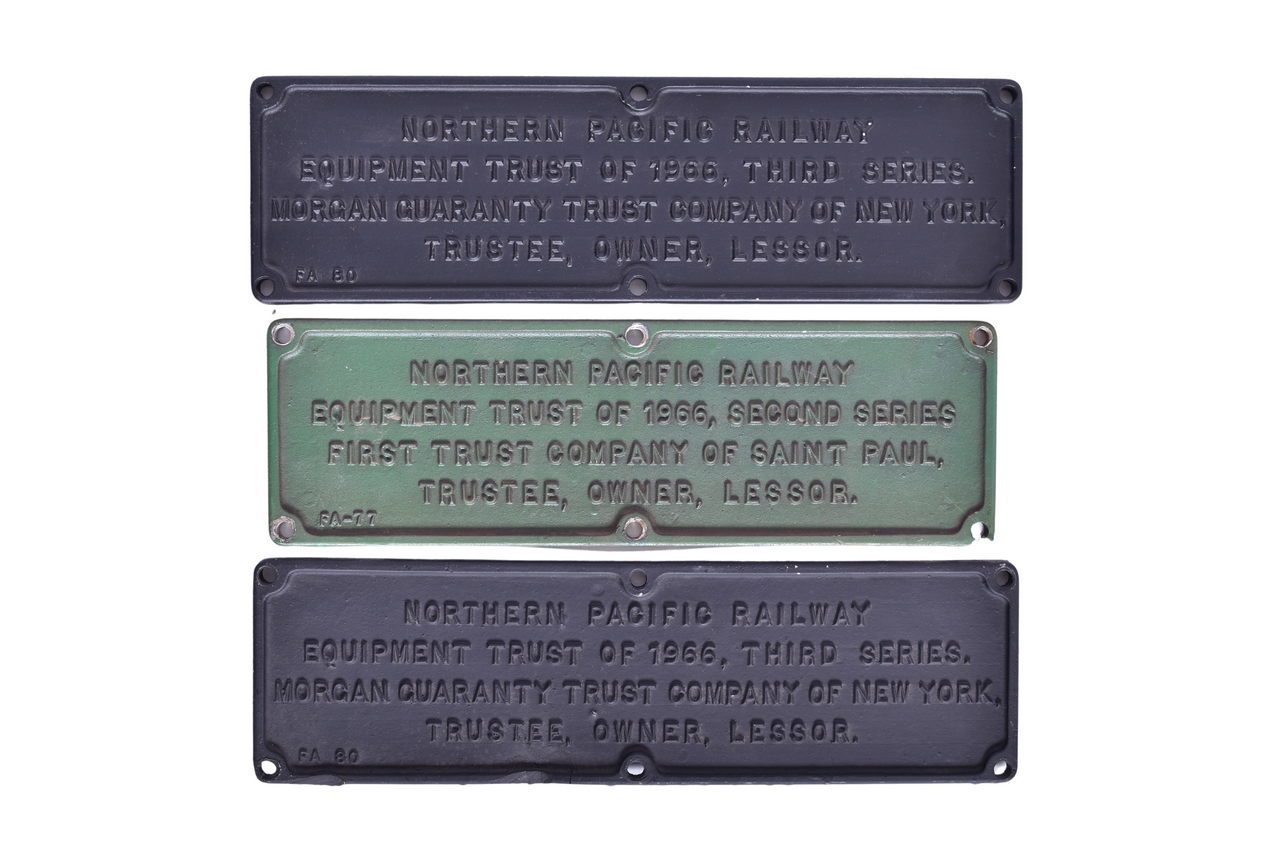 NORTHERN PACIFIC RAILWAY
EQUIPMENT TRUST OF 1966, THIRD SERIES.
MORGAN GUARANTY TRUST COMPANY OF NEW YORK,
TRUSTEE, OWNER, LESSOR.
FA 80
NORTHERN PACIFIC RAILWAY
EQUIPMENT TRUST OF 1966, SECOND SERIES
FIRST TRUST COMPANY OF SAINT PAUL,
TRUSTEE, OWNER, LESSOR.
FA-77
NORTHERN PACIFIC RAILWAY
EQUIPMENT TRUST OF 1966, THIRD SERIES.
MORGAN GUARANTY TRUST COMPANY OF NEW YORK,
TRUSTEE, OWNER, LESSOR.
FA 80